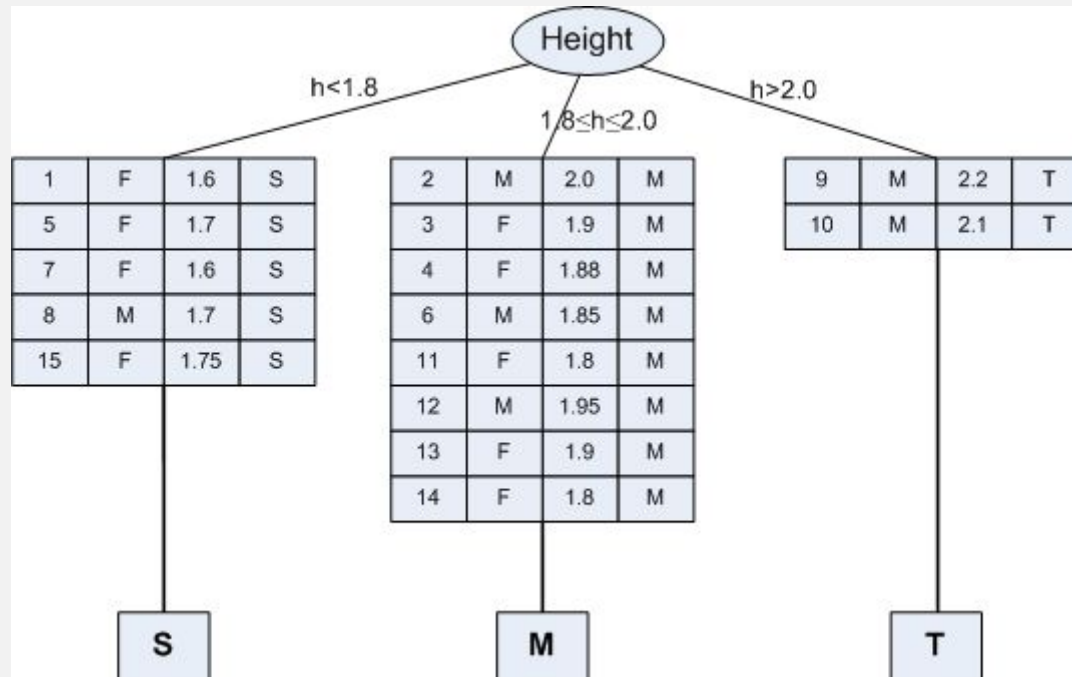 Height
h<1.8
h>2.0
1.8≤h≤2.0
1 F 1.6 S
5 F 1.7 S
7 F 1.6 S
8 M 1.7 S
15 F 1.75 S
2 M 2.0 M
3 F 1.9 M
4 F 1.88 M
6 M 1.85 M
11 F 1.8 M
12 M 1.95 M
13 F 1.9 M
14 F 1.8 M
9 M 2.2 T
10 M 2.1 T
S
M
T